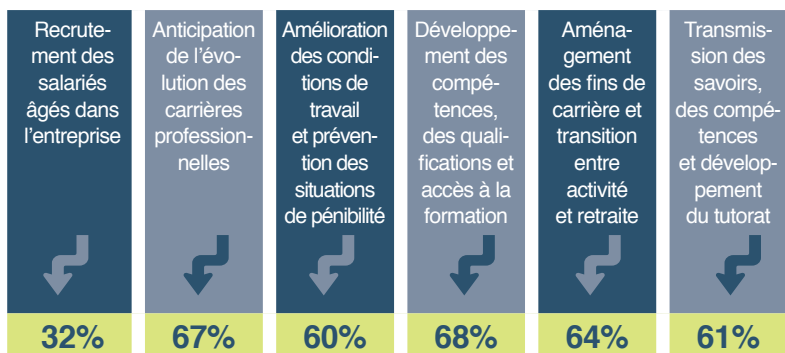 Recrute-
ment des
salariés
âgés dans
l'entreprise
32%
Anticipation
de l'évo-
lution des
carrières
profession-
nelles
67%
Amélioration
des condi-
tions de
travail
et préven-
tion des
situations
de pénibilité
60%
Développe-
ment des
compé-
tences,
des quali-
fications et
accès à la
formation
68%
Aména-
gement
des fins de
carrière et
transition
entre
activité
et retraite
64%
Transmis-
sion des
savoirs,
des compé-
tences
et dévelop-
pement
du tutorat
61%